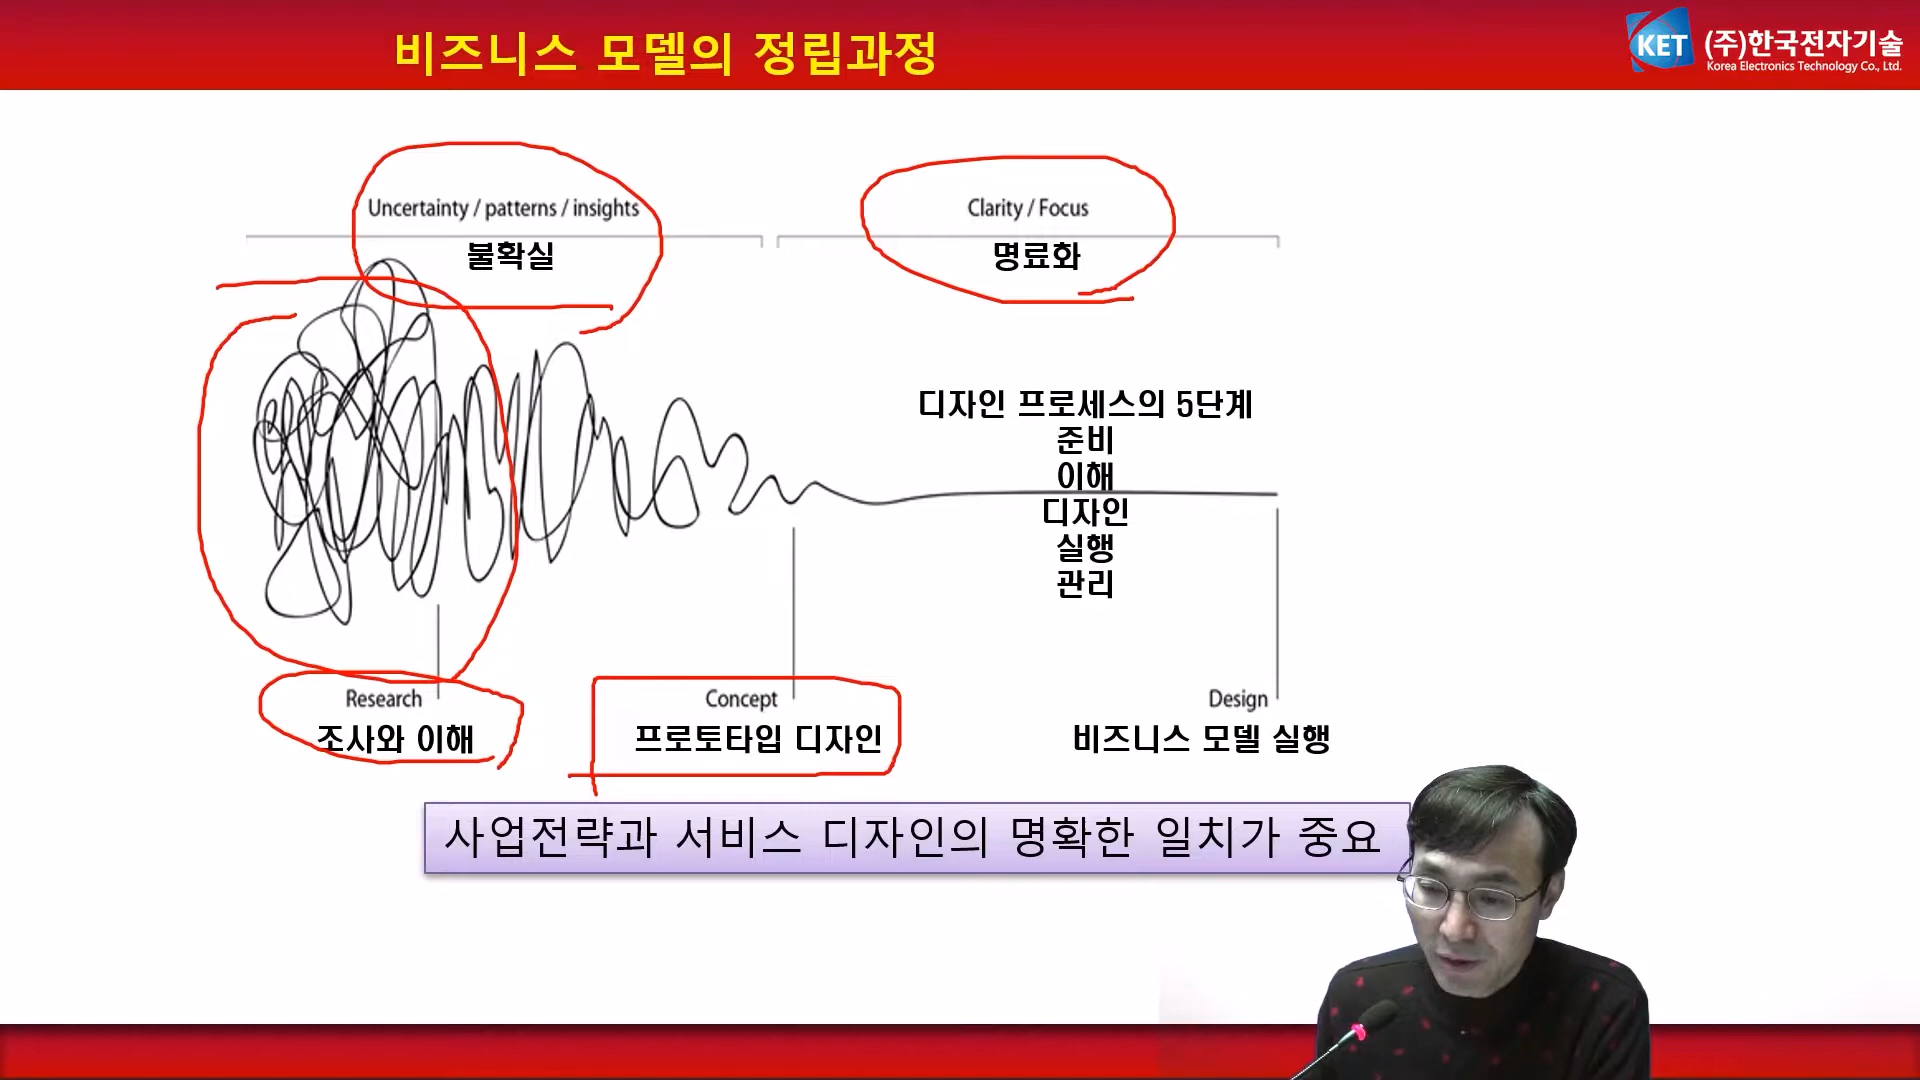 비즈니스 모델의 정립과정
KET
(주)한국전자기술
Korea Electronics Technology Co., Ltd.
Uncertainty / patterns / insights
불확실
Clarity / Focus
명료화
디자인 프로세스의 5단계
준비
이해
디자인
실행
관리
Research
조사와 이해
Concept
프로토타입 디자인
Design
비즈니스 모델 실행
사업전략과 서비스 디자인의 명확한 일치가 중요